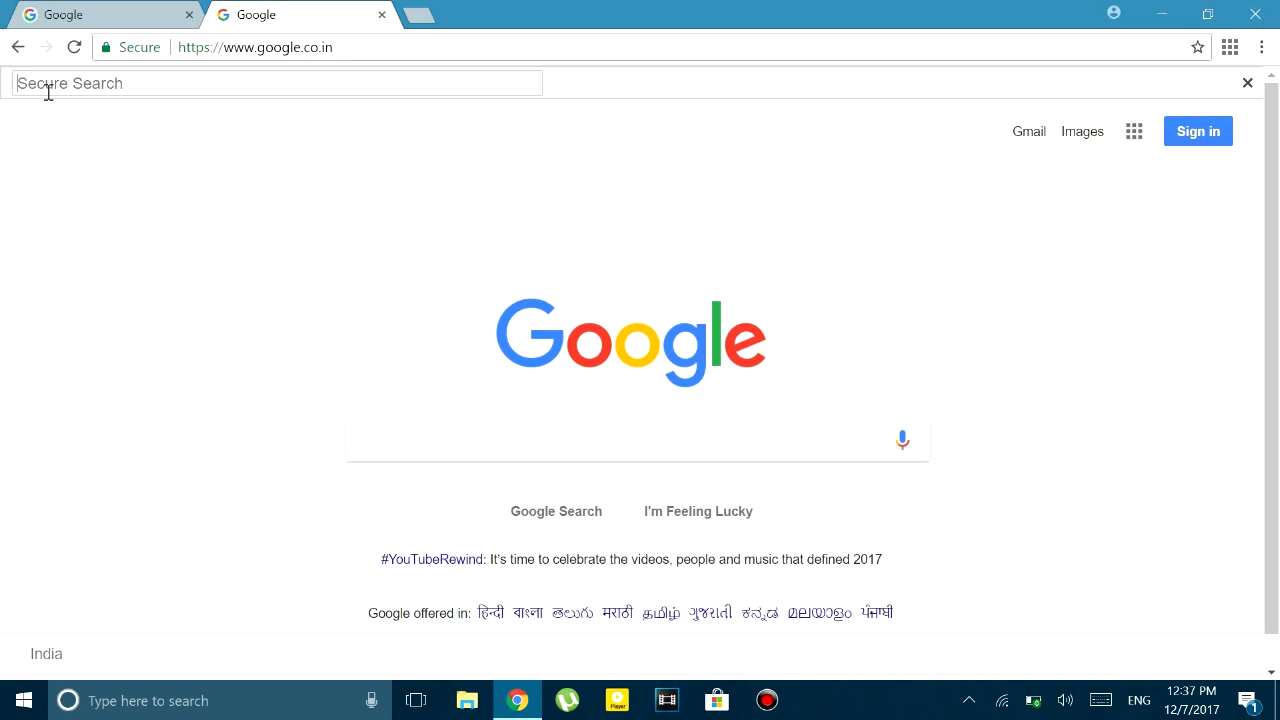 Google Google
Secure https://www.google.co.in
Secure Search
Gmail Images Sign in
Google
Google Search I'm Feeling Lucky
#YouTubeRewind: It's time to celebrate the videos, people and music that defined 2017
Google offered in: हिन्दी বাংলা తెలుగు मराठी தமிழ் ગુજરાતી ಕನ್ನಡ മലയാളം ਪੰਜਾਬੀ
India
Type here to search Player ENG 12:37 PM
12/7/2017 1